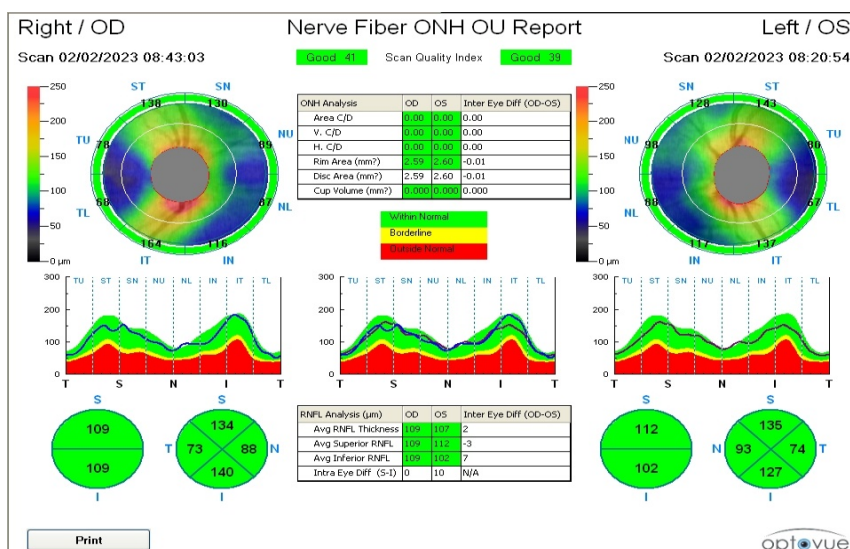 Right / OD Nerve Fiber ONH OU Report Left / OS
Scan 02/02/2023 08:43:03 Good 41 Scan Quality Index Good 39 Scan 02/02/2023 08:20:54
250
200
150
100
50
0 µm
ST SN
138 130
TU 78 89 NU
TL 68 87 NL
164 116
IT IN
ONH Analysis OD OS Inter Eye Diff (OD-OS)
Area C/D 0.00 0.00 0.00
V. C/D 0.00 0.00 0.00
H. C/D 0.00 0.00 0.00
Rim Area (mm?) 2.59 2.60 -0.01
Disc Area (mm?) 2.59 2.60 -0.01
Cup Volume (mm?) 0.000 0.000 0.000
Within Normal
Borderline
Outside Normal
250
200
150
100
50
0 µm
SN ST
128 143
NU 98 80 TU
NL 88 67 TL
117 137
IN IT
300
200
100
0
TU ST SN NU NL IN IT TL
T S N I T
300
200
100
0
TU ST SN NU NL IN IT TL
T S N I T
300
200
100
0
TU ST SN NU NL IN IT TL
T S N I T
S
109
109
I
S
134
T 73 88 N
140
I
RNFL Analysis (µm) OD OS Inter Eye Diff (OD-OS)
Avg RNFL Thickness 109 107 2
Avg Superior RNFL 109 112 -3
Avg Inferior RNFL 109 102 7
Intra Eye Diff (S-I) 0 10 N/A
S
112
102
I
S
135
N 93 74 T
127
I
Print
optovue